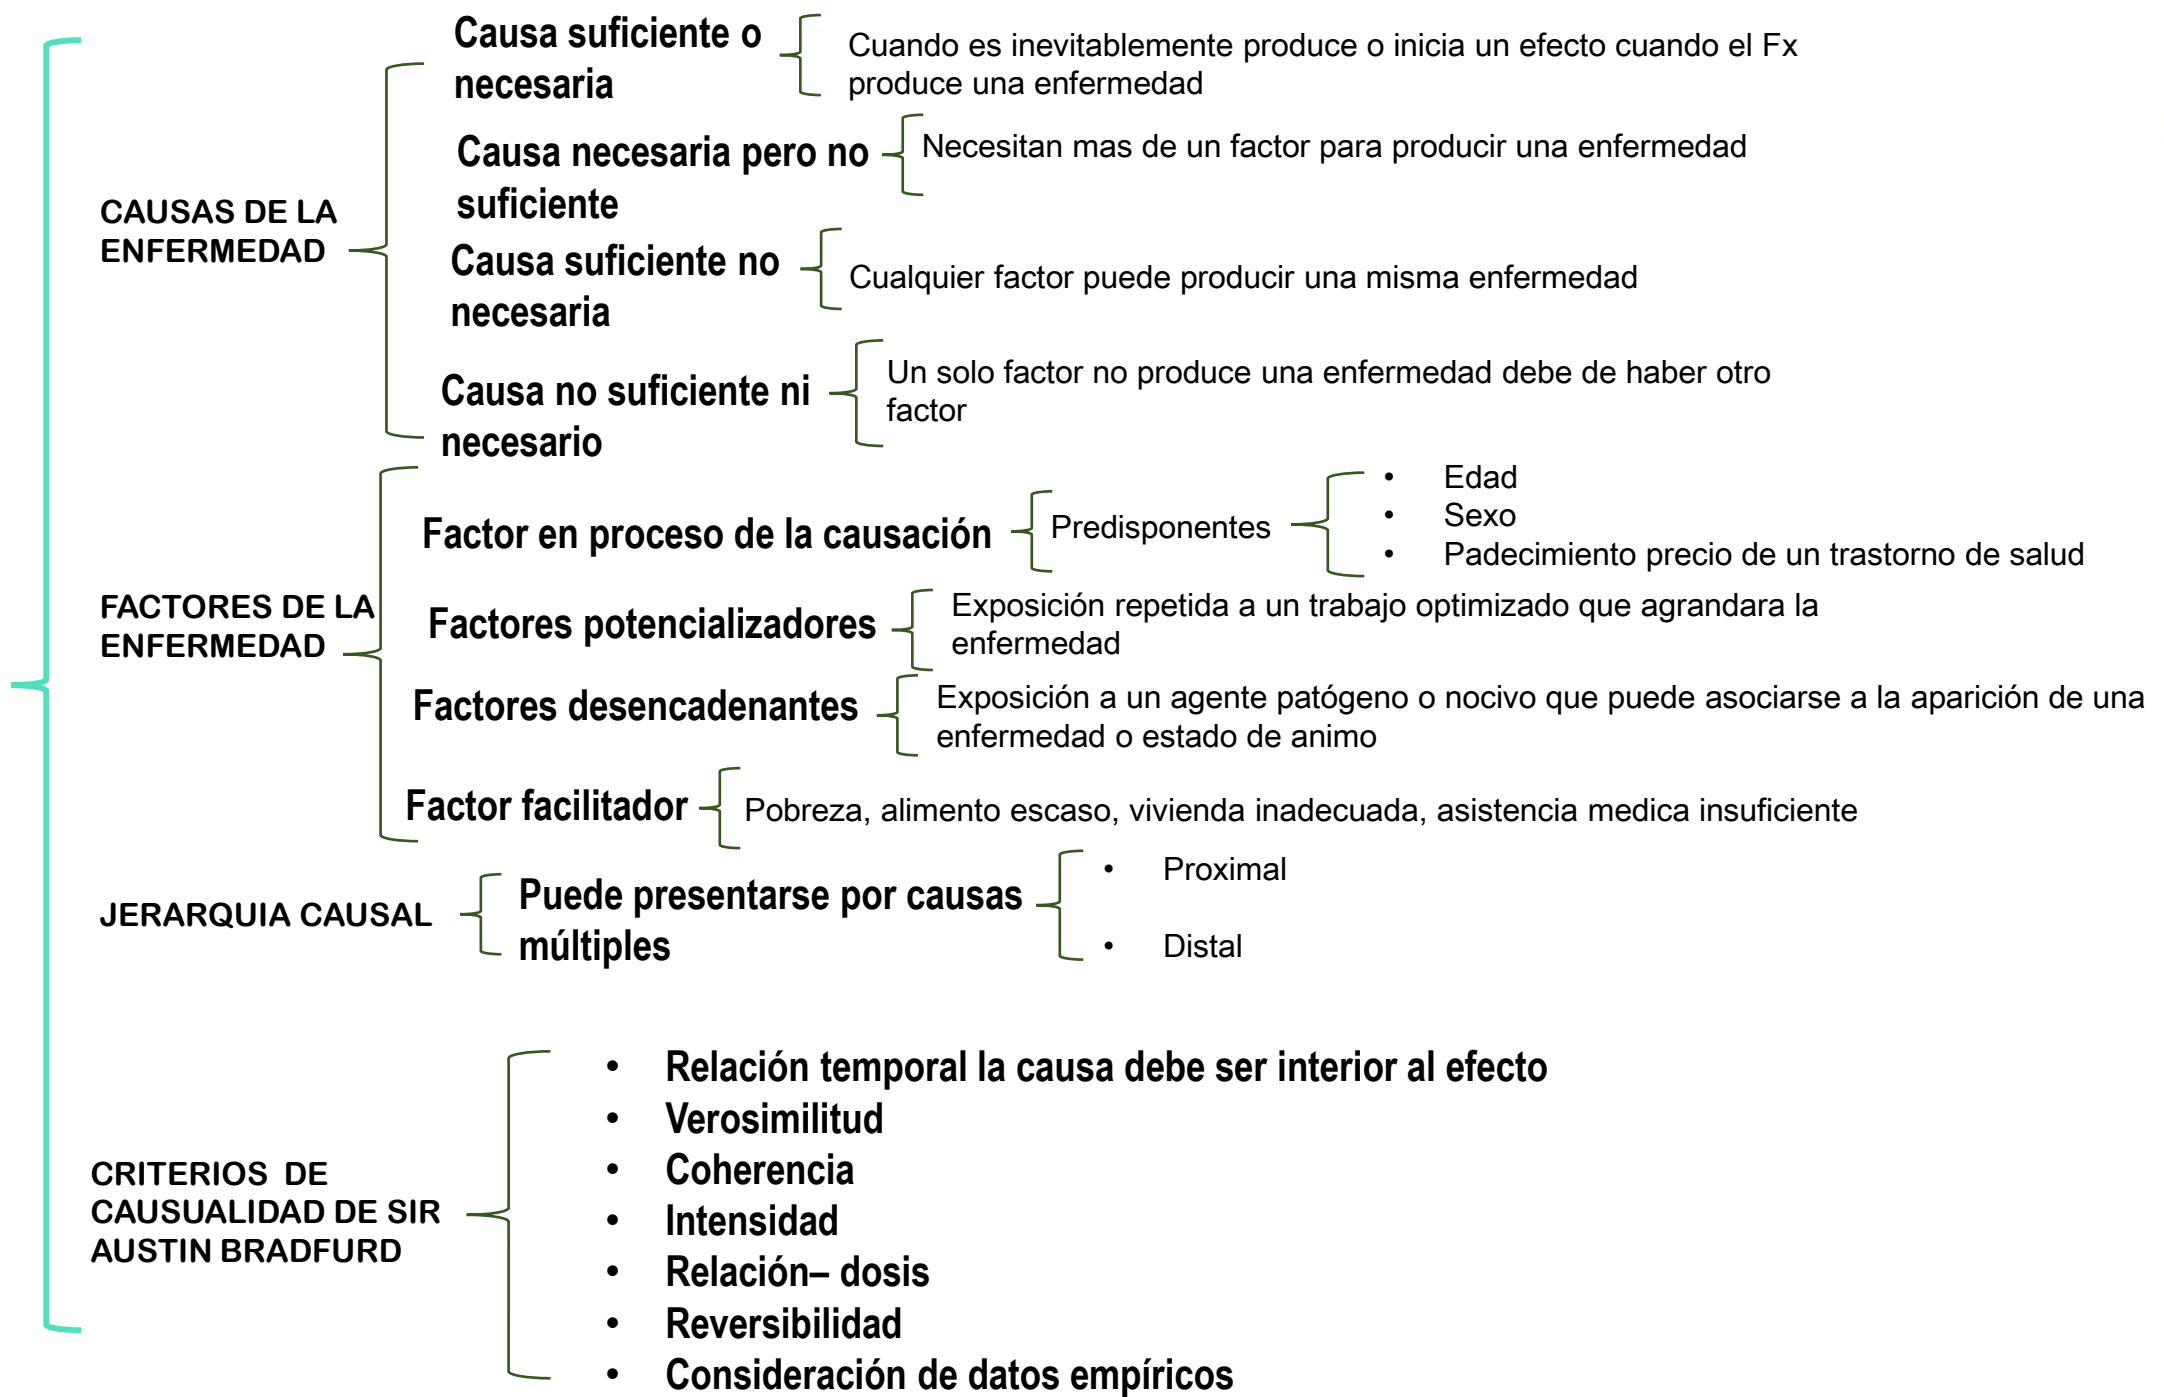 CAUSAS DE LA
ENFERMEDAD
Causa suficiente o
necesaria
Cuando es inevitablemente produce o inicia un efecto cuando el Fx
produce una enfermedad
Causa necesaria pero no
suficiente
Necesitan mas de un factor para producir una enfermedad
Causa suficiente no
necesaria
Cualquier factor puede producir una misma enfermedad
Causa no suficiente ni
necesario
Un solo factor no produce una enfermedad debe de haber otro
factor
FACTORES DE LA
ENFERMEDAD
Factor en proceso de la causación
Predisponentes
• Edad
• Sexo
• Padecimiento precio de un trastorno de salud
Factores potencializadores
Exposición repetida a un trabajo optimizado que agrandara la
enfermedad
Factores desencadenantes
Exposición a un agente patógeno o nocivo que puede asociarse a la aparición de una
enfermedad o estado de animo
Factor facilitador
Pobreza, alimento escaso, vivienda inadecuada, asistencia medica insuficiente
JERARQUIA CAUSAL
Puede presentarse por causas
múltiples
• Proximal
• Distal
CRITERIOS DE
CAUSUALIDAD DE SIR
AUSTIN BRADFURD
• Relación temporal la causa debe ser interior al efecto
• Verosimilitud
• Coherencia
• Intensidad
• Relación– dosis
• Reversibilidad
• Consideración de datos empíricos